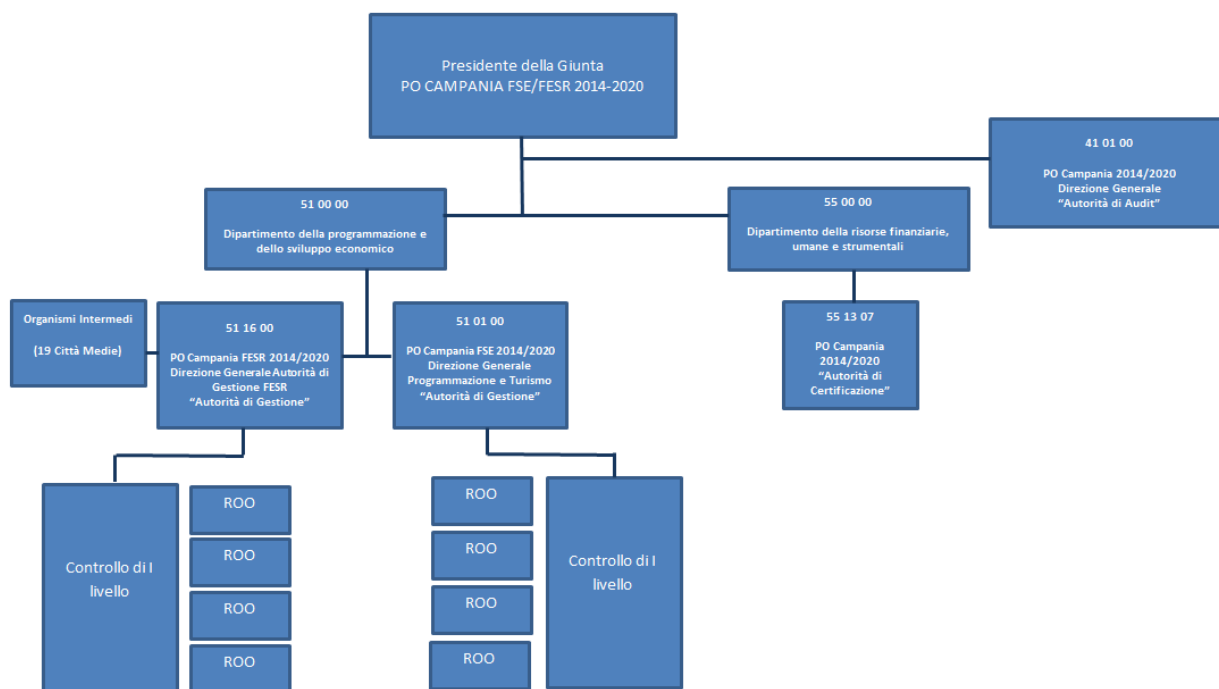 Presidente della Giunta
PO CAMPANIA FSE/FESR 2014-2020
41 01 00
PO Campania 2014/2020
Direzione Generale
“Autorità di Audit”
51 00 00
Dipartimento della programmazione e
dello sviluppo economico
55 00 00
Dipartimento della risorse finanziarie,
umane e strumentali
Organismi Intermedi
(19 Città Medie)
51 16 00
PO Campania FESR 2014/2020
Direzione Generale Autorità di
Gestione FESR
“Autorità di Gestione”
51 01 00
PO Campania FSE 2014/2020
Direzione Generale
Programmazione e Turismo
“Autorità di Gestione”
55 13 07
PO Campania
2014/2020
“Autorità di
Certificazione”
Controllo di I
livello
ROO
ROO
ROO
ROO
ROO
ROO
ROO
ROO
Controllo di I
livello